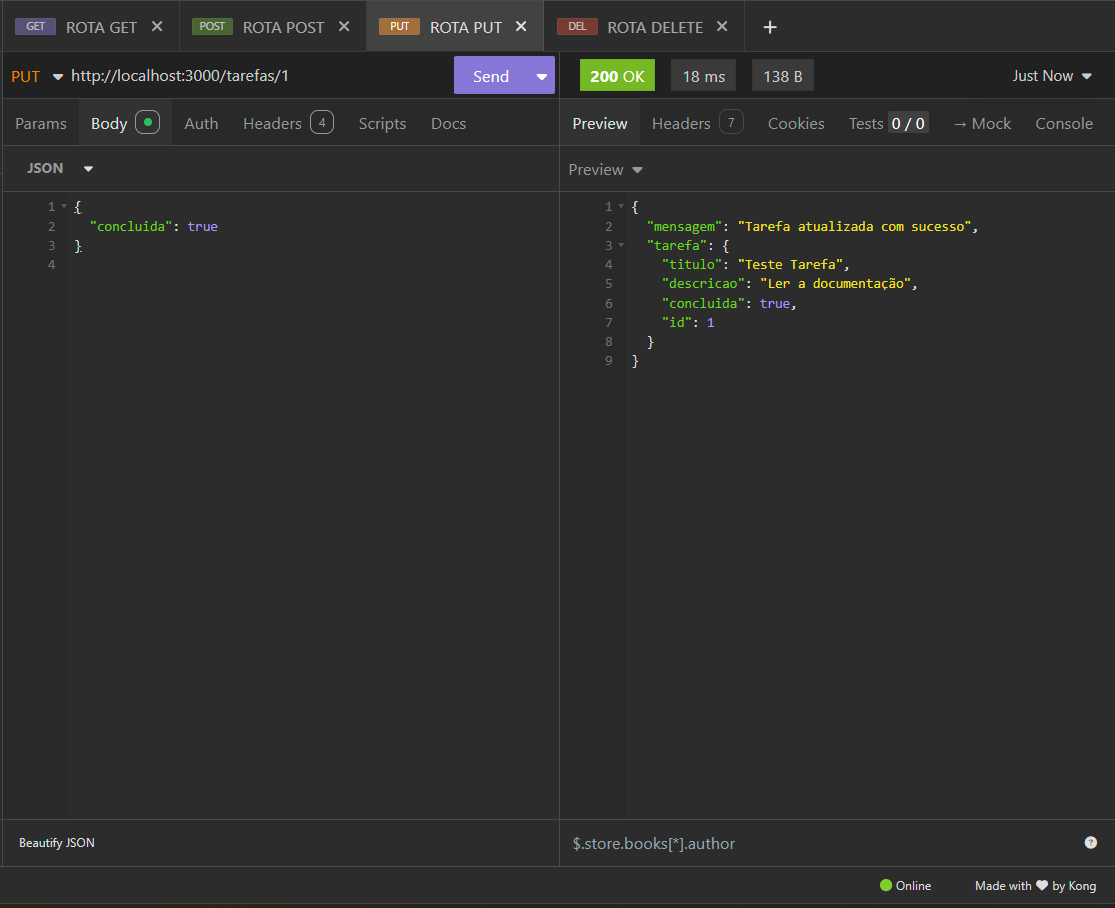 GET ROTA GET × POST ROTA POST × PUT ROTA PUT × DEL ROTA DELETE × +
PUT http://localhost:3000/tarefas/1 Send 200 OK 18 ms 138 B Just Now
Params Body Auth Headers 4 Scripts Docs Preview Headers 7 Cookies Tests 0 / 0 → Mock Console
JSON
Preview
1 {
2 "concluida": true
3 }
4
1 {
2 "mensagem": "Tarefa atualizada com sucesso",
3 "tarefa": {
4 "titulo": "Teste Tarefa",
5 "descricao": "Ler a documentação",
6 "concluida": true,
7 "id": 1
8 }
9 }
Beautify JSON
$.store.books[*].author ?
Online Made with ♥ by Kong